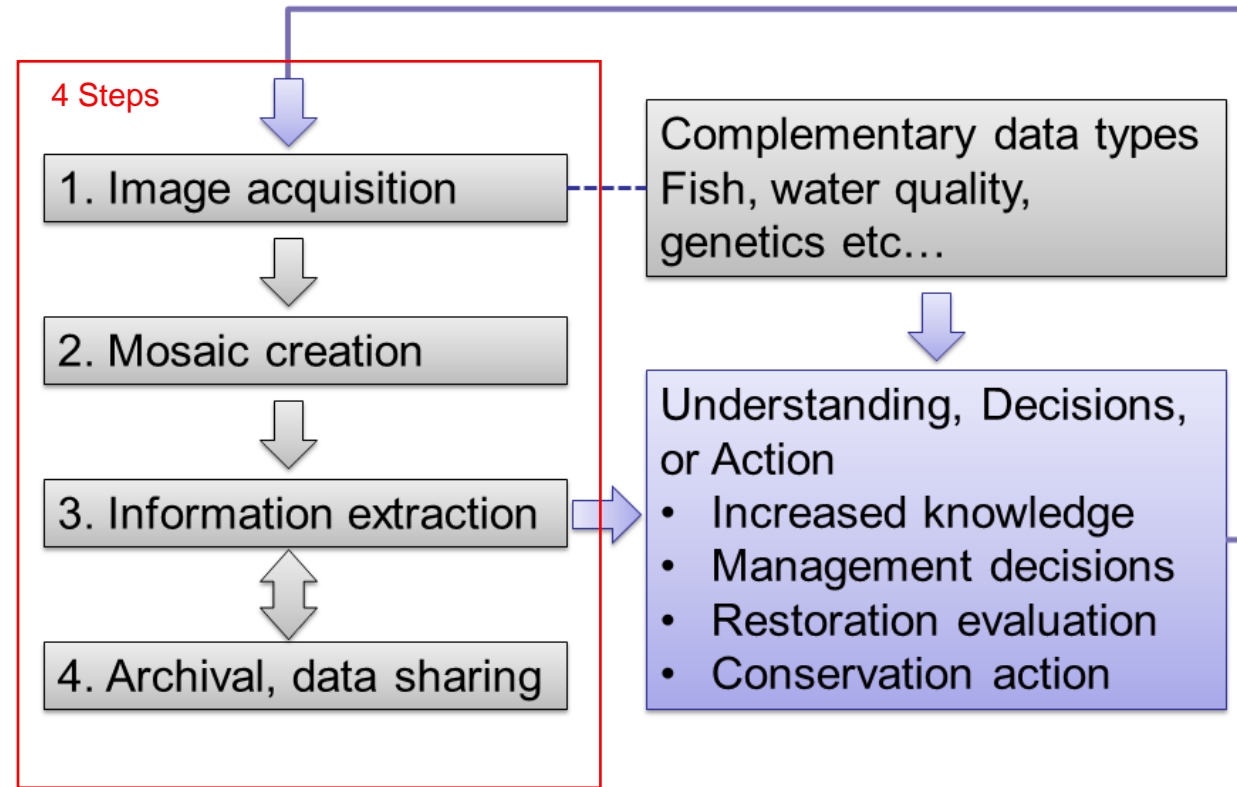 4 Steps
1. Image acquisition
2. Mosaic creation
3. Information extraction
4. Archival, data sharing
Complementary data types
Fish, water quality,
genetics etc…
Understanding, Decisions,
or Action
• Increased knowledge
• Management decisions
• Restoration evaluation
• Conservation action